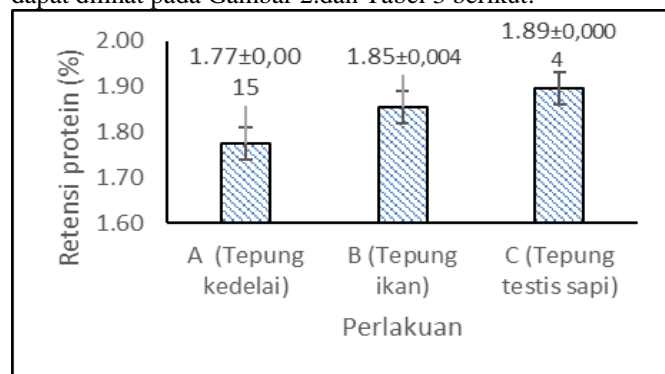 dapat dilihat pada Gambar 2.dan Tabel 3 berikut:
Retensi protein (%)
2.00
1.90
1.80
1.70
1.60
1.77±0,00
15
1.85±0,004
1.89±0,000
4
A (Tepung
kedelai)
B (Tepung
ikan)
C (Tepung
testis sapi)
Perlakuan